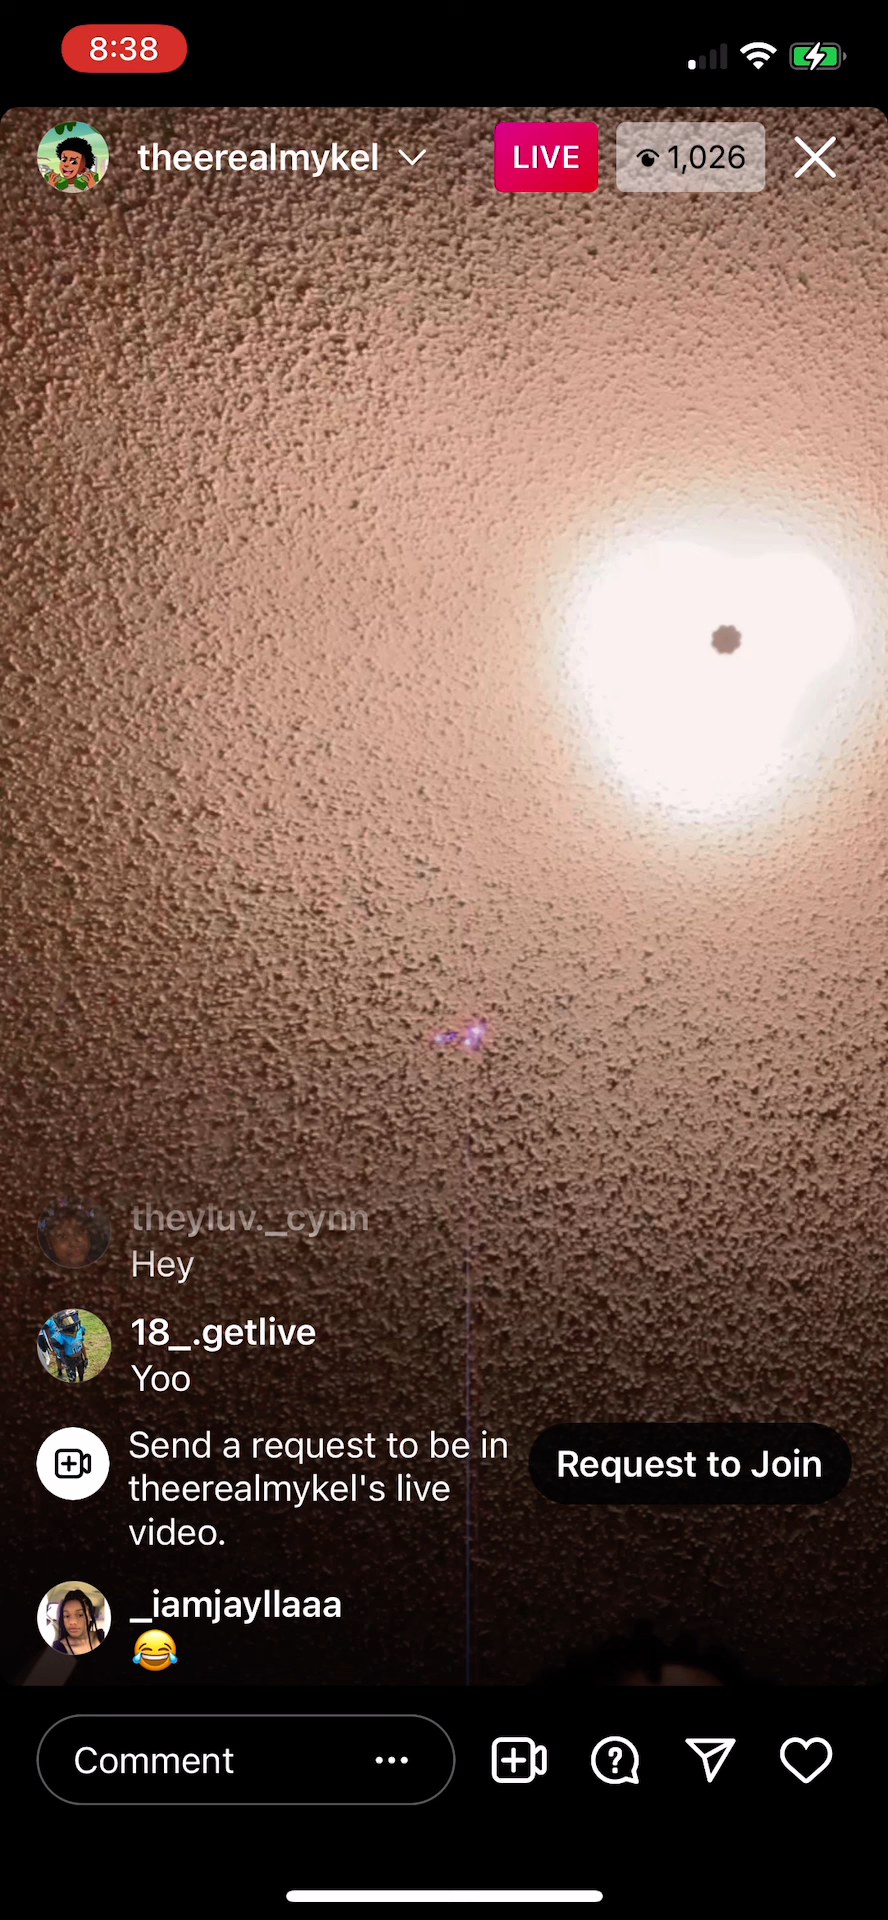 8:38
theerealmykel
LIVE
1,026
theyluv._cynn
Hey
18_.getlive
Yoo
Send a request to be in
theerealmykel's live
video.
Request to Join
_iamjayllaaa
😂
Comment